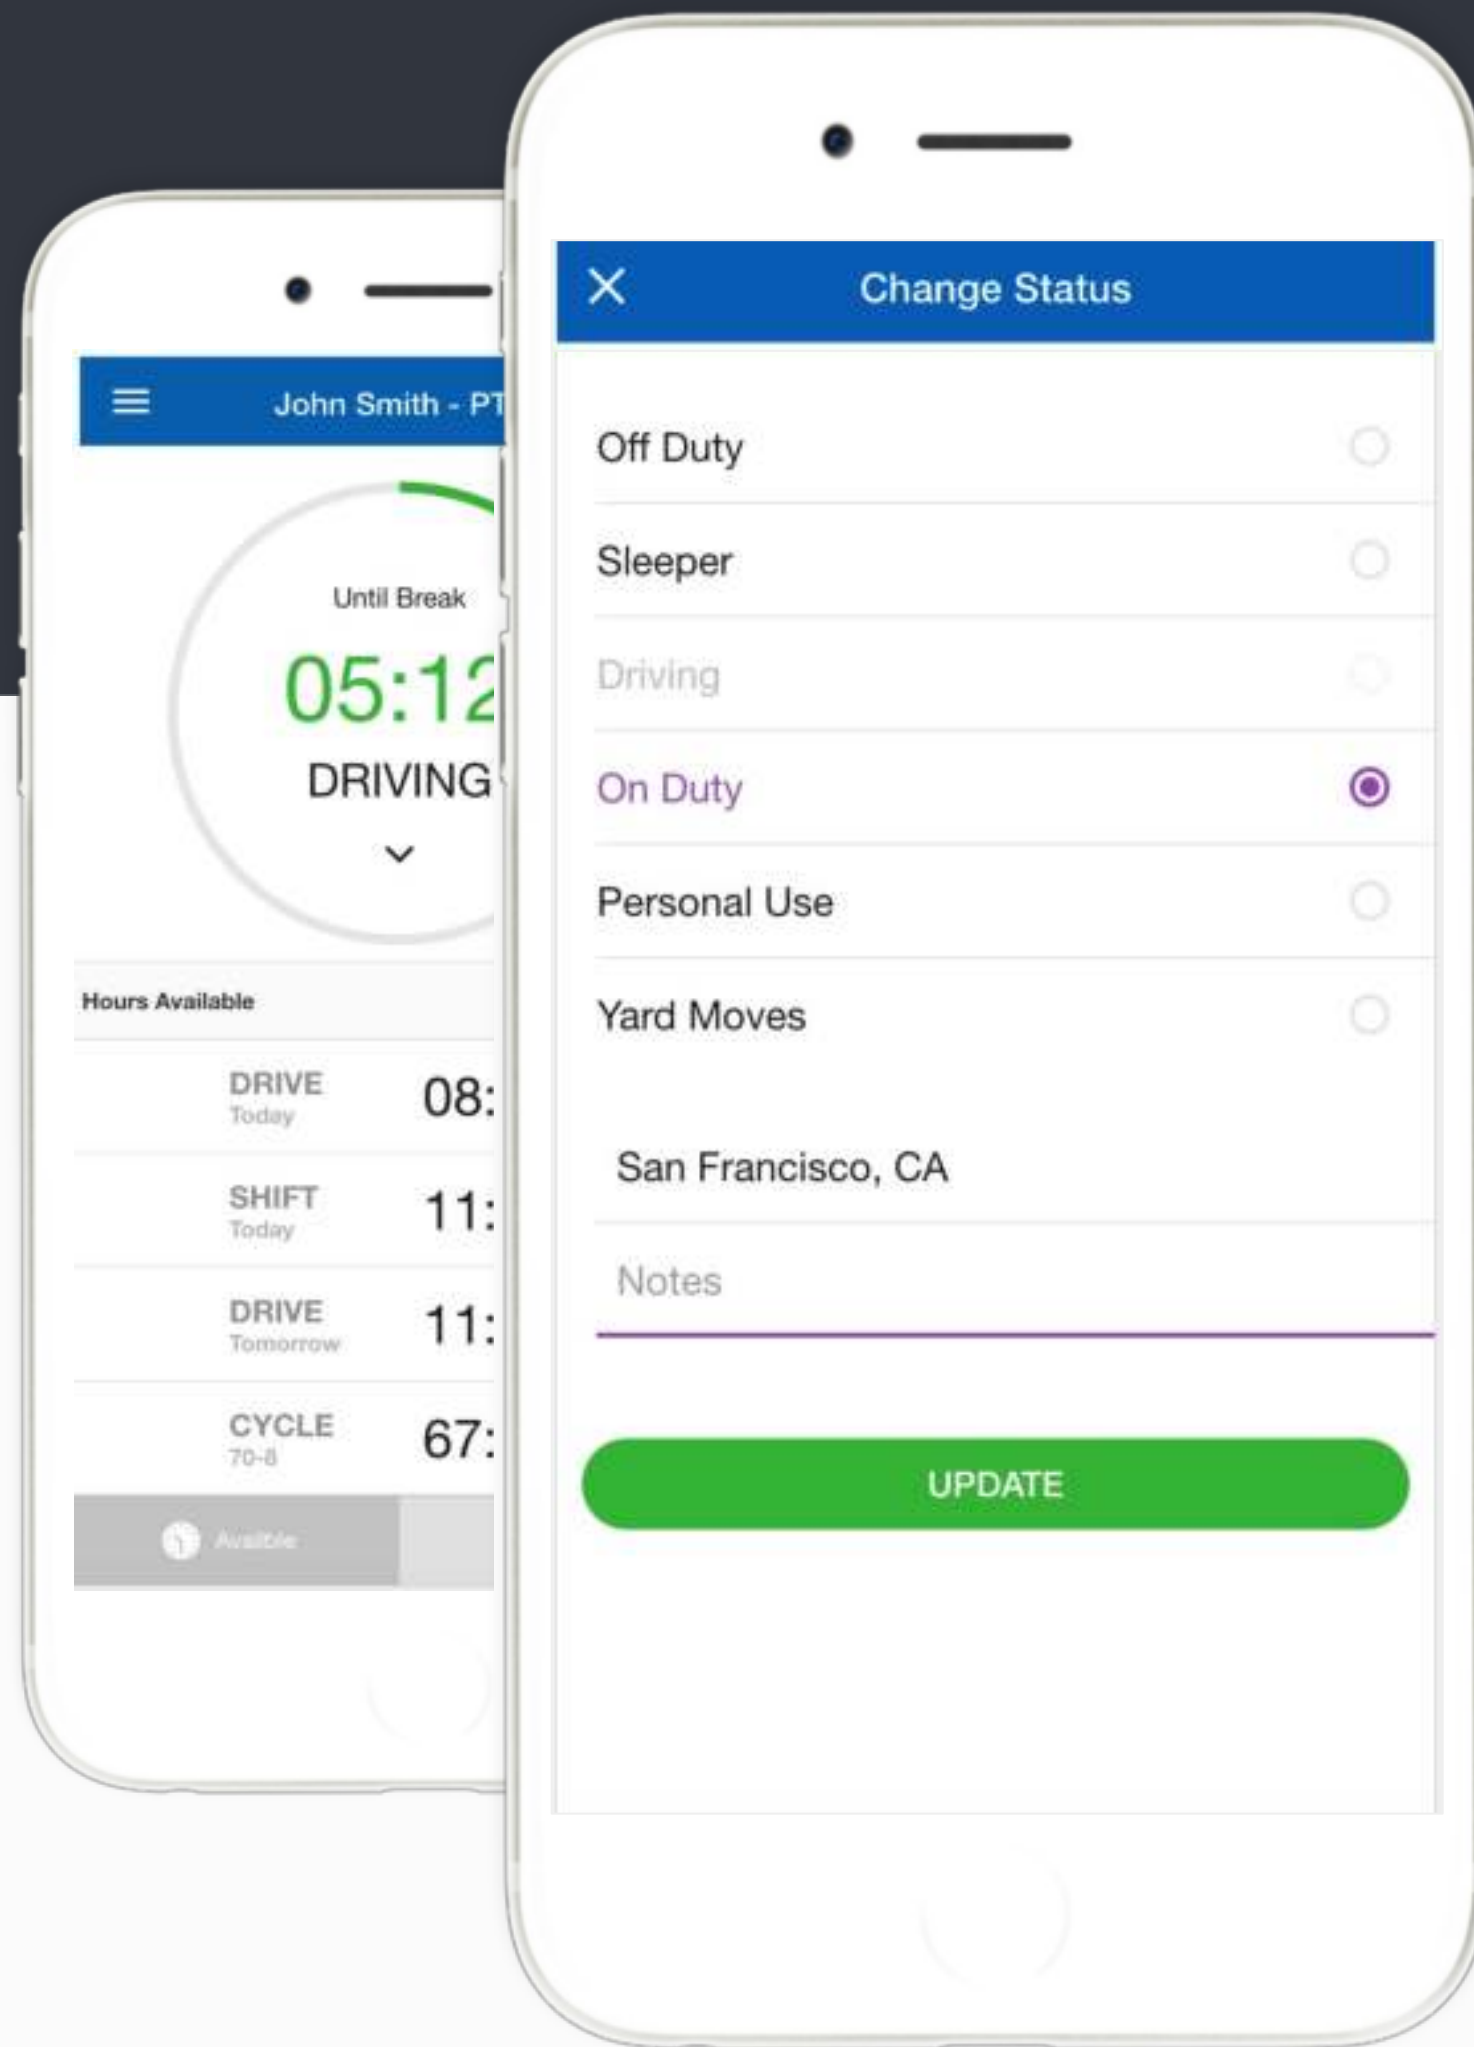 John Smith - PT
Until Break
05:12
DRIVING
Hours Available
DRIVE
Today
08:
SHIFT
Today
11:
DRIVE
Tomorrow
11:
CYCLE
70-8
67:
Availble
Change Status
Off Duty
Sleeper
Driving
On Duty
Personal Use
Yard Moves
San Francisco, CA
Notes
UPDATE